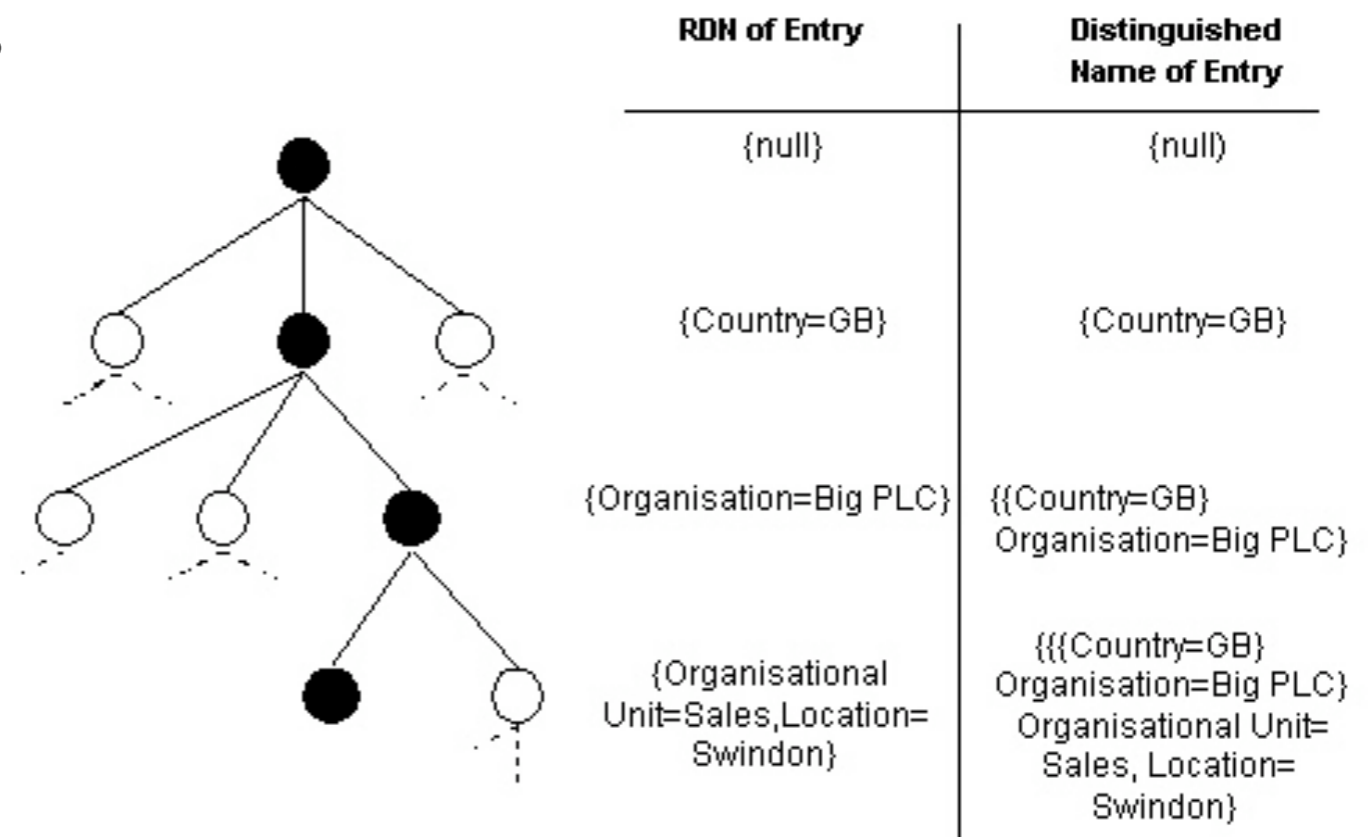 RDN of Entry
Distinguished
Name of Entry
{null}
{null)
{Country=GB}
{Country=GB}
{Organisation=Big PLC}
{{Country=GB}
Organisation=Big PLC}
{Organisational
Unit=Sales,Location=
Swindon}
{{{Country=GB}
Organisation=Big PLC}
Organisational Unit=
Sales, Location=
Swindon}